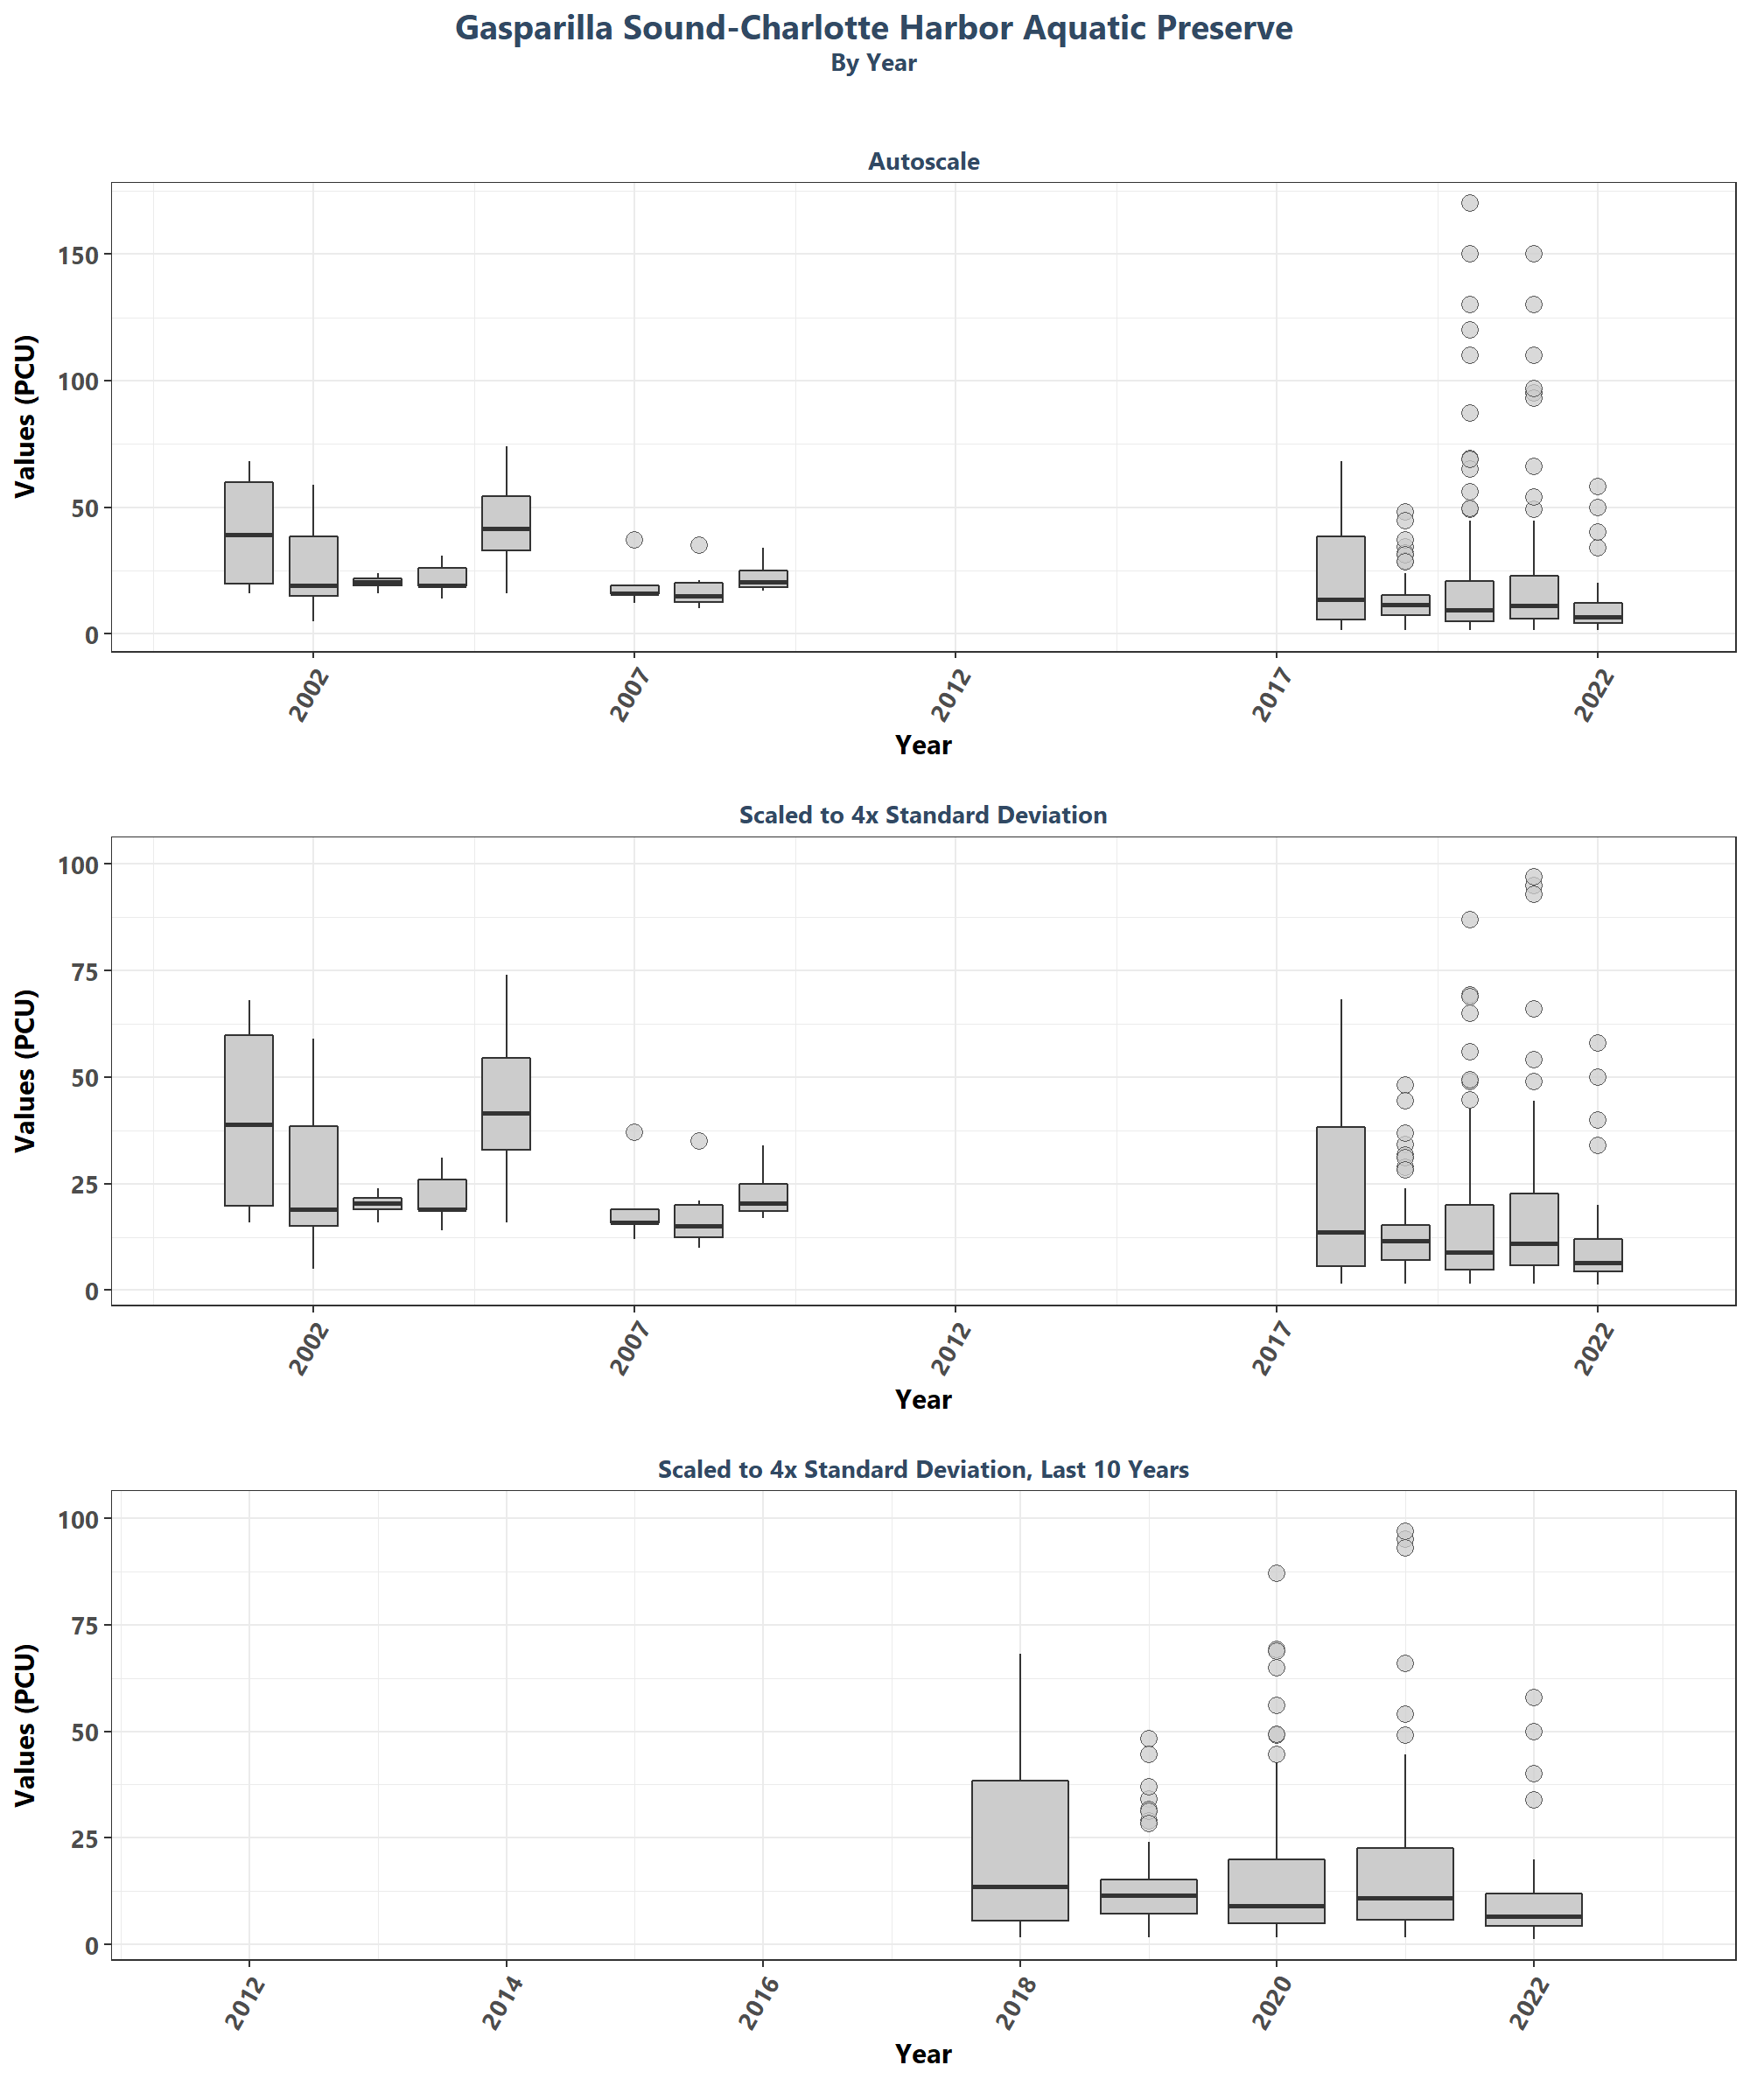 Gasparilla Sound-Charlotte Harbor Aquatic Preserve
By Year
Autoscale
Values (PCU)
150
100
50
0
2002
2007
2012
2017
2022
Year
Scaled to 4x Standard Deviation
Values (PCU)
100
75
50
25
0
2002
2007
2012
2017
2022
Year
Scaled to 4x Standard Deviation, Last 10 Years
Values (PCU)
100
75
50
25
0
2012
2014
2016
2018
2020
2022
Year